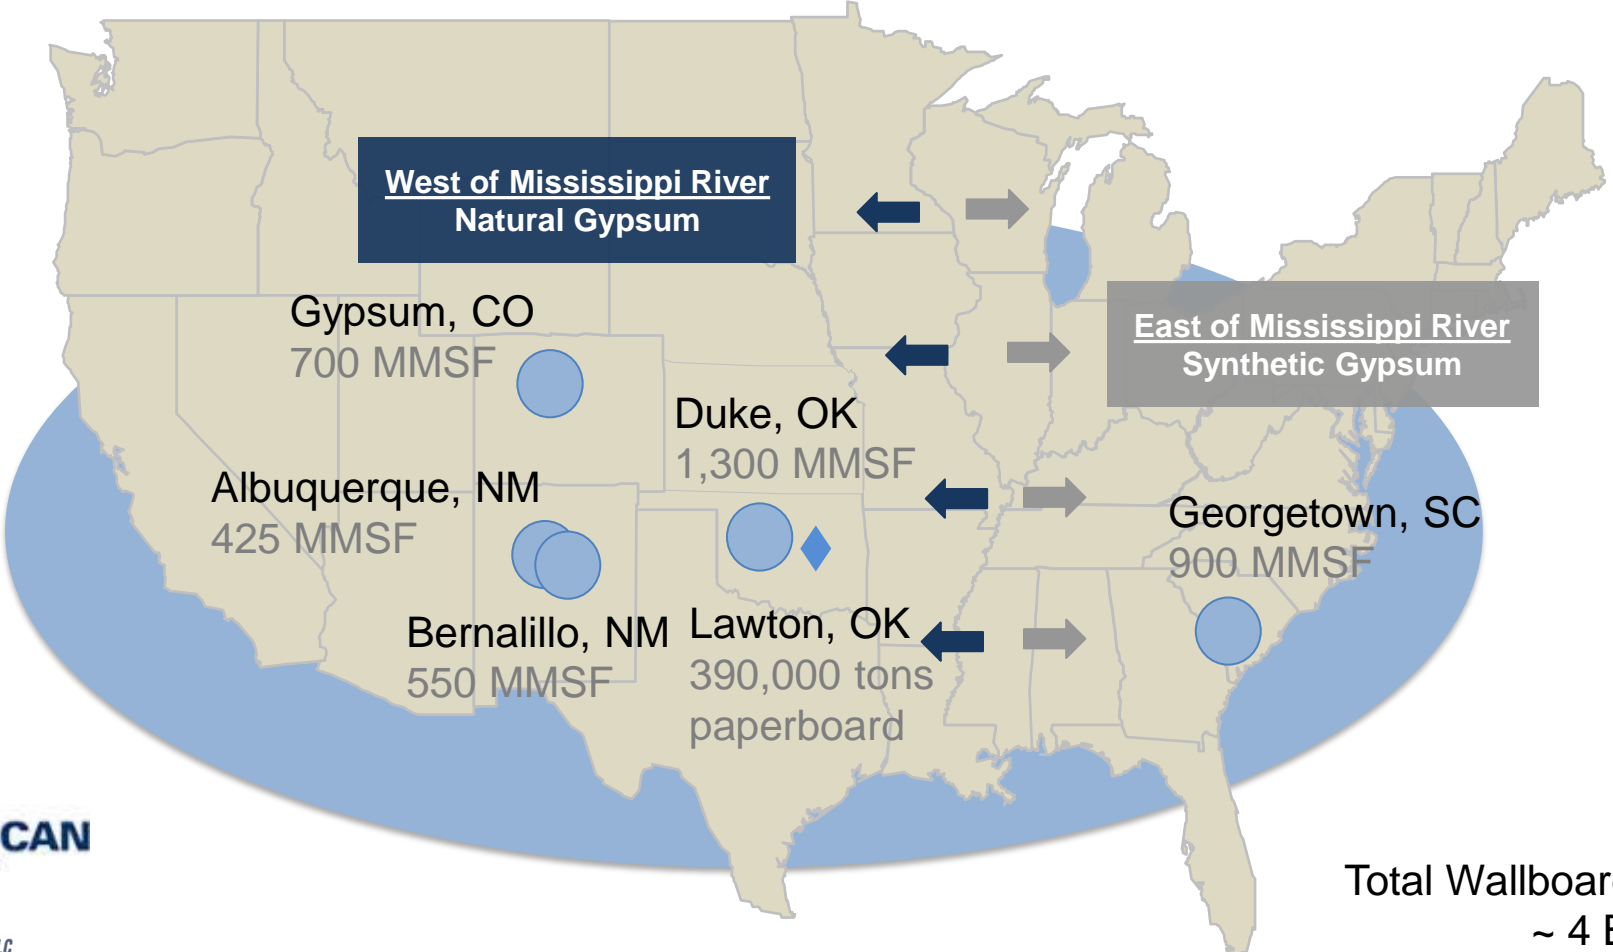 West of Mississippi River
Natural Gypsum
Gypsum, CO
700 MMSF
East of Mississippi River
Synthetic Gypsum
Duke, OK
1,300 MMSF
Albuquerque, NM
425 MMSF
Georgetown, SC
900 MMSF
Bernalillo, NM
550 MMSF
Lawton, OK
390,000 tons
paperboard
CAN
Total Wallboar
~ 4